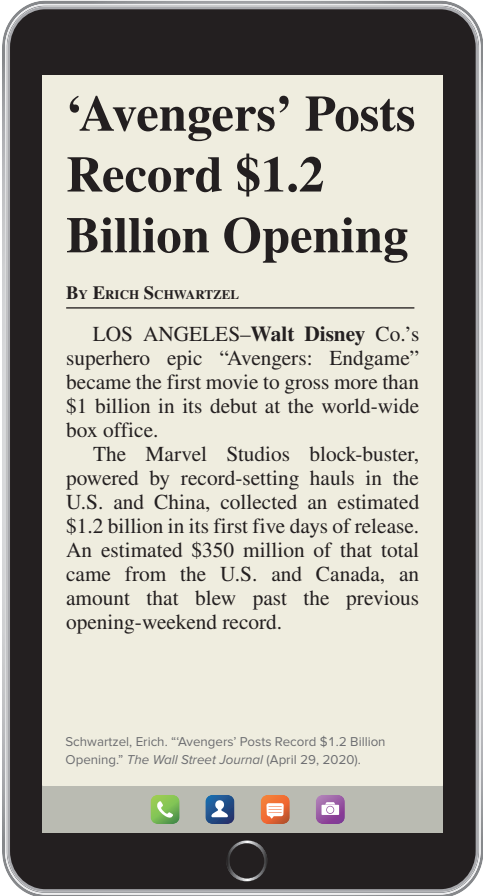 ‘Avengers’ Posts
Record $1.2
Billion Opening
By Erich Schwartzel
LOS ANGELES–Walt Disney Co.’s
superhero epic “Avengers: Endgame”
became the first movie to gross more than
$1 billion in its debut at the world-wide
box office.
The Marvel Studios block-buster,
powered by record-setting hauls in the
U.S. and China, collected an estimated
$1.2 billion in its first five days of release.
An estimated $350 million of that total
came from the U.S. and Canada, an
amount that blew past the previous
opening-weekend record.
Schwartzel, Erich. “‘Avengers’ Posts Record $1.2 Billion
Opening.” The Wall Street Journal (April 29, 2020).